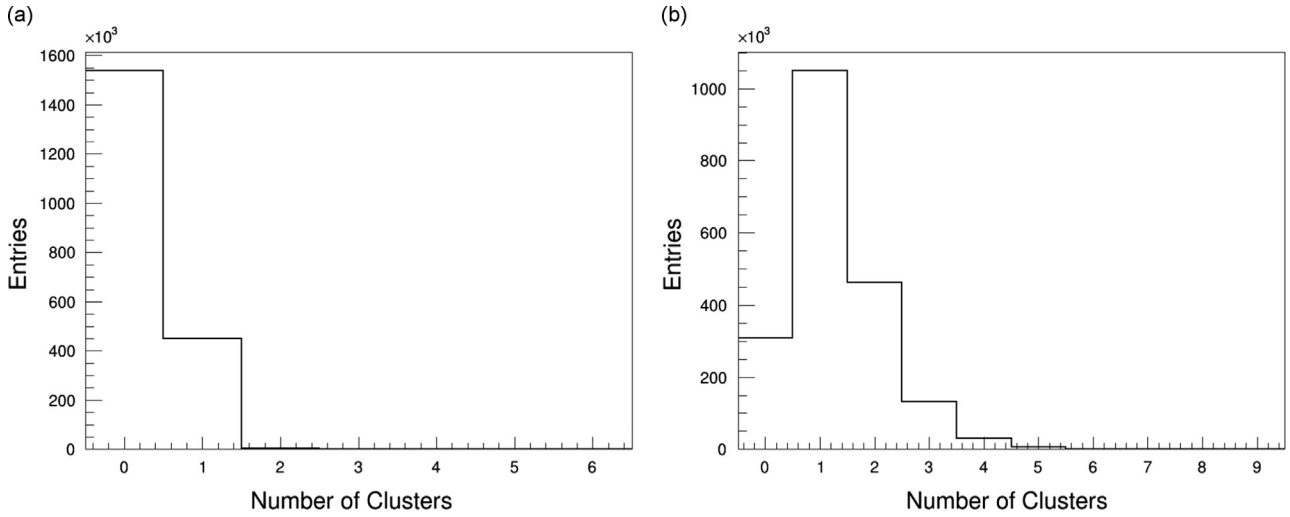 (a)
×10³
1600
1400
1200
1000
800
600
400
200
0
0 1 2 3 4 5 6
Entries
Number of Clusters
(b)
×10³
1000
800
600
400
200
0
0 1 2 3 4 5 6 7 8 9
Entries
Number of Clusters